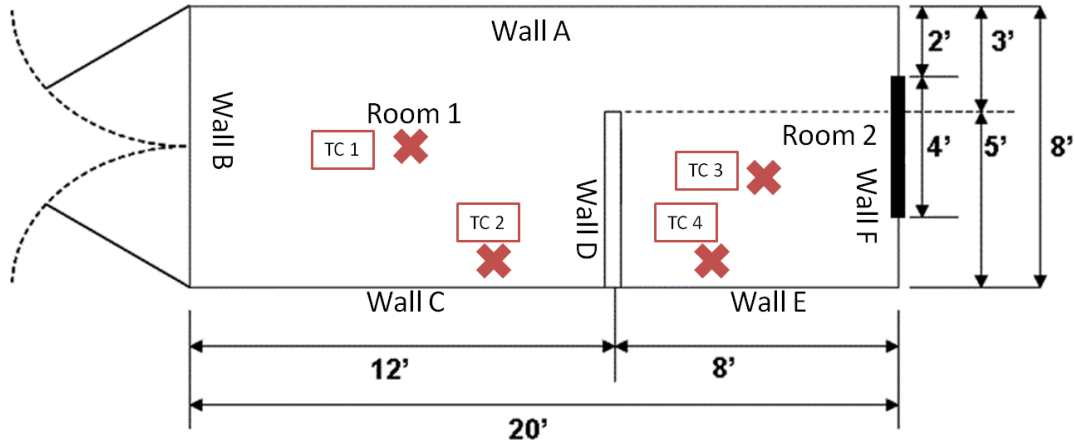 Wall A
2’
3’
Wall B
Room 1
TC 1
Room 2
4’
5’
8’
TC 3
Wall D
Wall F
TC 2
TC 4
Wall C
Wall E
12’
8’
20’